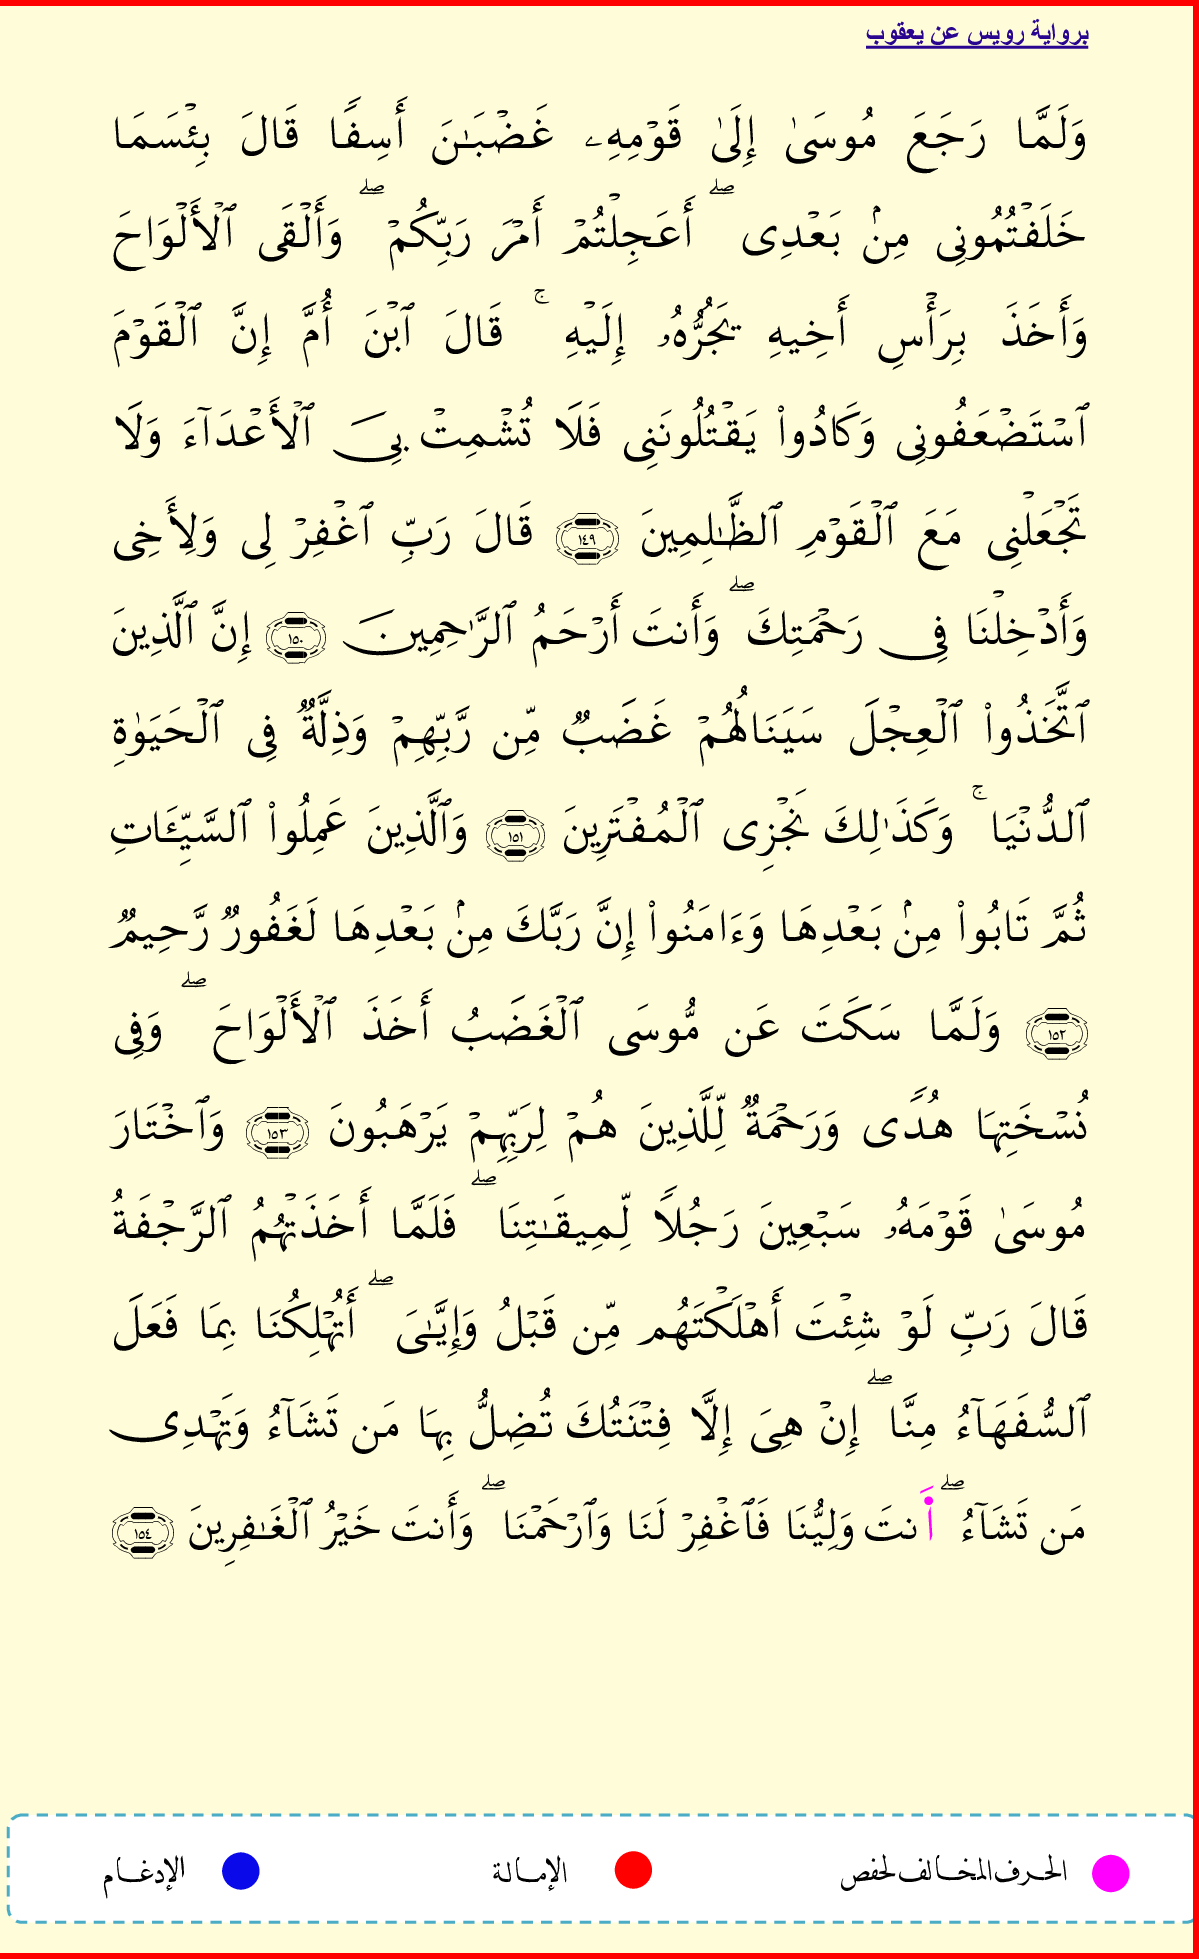 برواية رويس عن يعقوب
وَلَمَّا رَجَعَ مُوسَىٰ إِلَىٰ قَوْمِهِۦ غَضْبَـٰنَ أَسِفًا قَالَ بِئْسَمَا
خَلَفْتُمُونِى مِنۢ بَعْدِىٓ ۖ أَعَجِلْتُمْ أَمْرَ رَبِّكُمْ ۖ وَأَلْقَى ٱلْأَلْوَاحَ
وَأَخَذَ بِرَأْسِ أَخِيهِ يَجُرُّهُۥٓ إِلَيْهِ ۚ قَالَ ٱبْنَ أُمَّ إِنَّ ٱلْقَوْمَ
ٱسْتَضْعَفُونِى وَكَادُوا۟ يَقْتُلُونَنِى فَلَا تُشْمِتْ بِىَ ٱلْأَعْدَآءَ وَلَا
تَجْعَلْنِى مَعَ ٱلْقَوْمِ ٱلظَّـٰلِمِينَ ١٤٩ قَالَ رَبِّ ٱغْفِرْ لِى وَلِأَخِى
وَأَدْخِلْنَا فِى رَحْمَتِكَ ۖ وَأَنتَ أَرْحَمُ ٱلرَّٰحِمِينَ ١٥٠ إِنَّ ٱلَّذِينَ
ٱتَّخَذُوا۟ ٱلْعِجْلَ سَيَنَالُهُمْ غَضَبٌ مِّن رَّبِّهِمْ وَذِلَّةٌ فِى ٱلْحَيَوٰةِ
ٱلدُّنْيَا ۚ وَكَذَٰلِكَ نَجْزِى ٱلْمُفْتَرِينَ ١٥١ وَٱلَّذِينَ عَمِلُوا۟ ٱلسَّيِّـَٔاتِ
ثُمَّ تَابُوا۟ مِنۢ بَعْدِهَا وَءَامَنُوا۟ إِنَّ رَبَّكَ مِنۢ بَعْدِهَا لَغَفُورٌ رَّحِيمٌ
١٥٢ وَلَمَّا سَكَتَ عَن مُّوسَى ٱلْغَضَبُ أَخَذَ ٱلْأَلْوَاحَ ۖ وَفِى
نُسْخَتِهَا هُدًى وَرَحْمَةٌ لِّلَّذِينَ هُمْ لِرَبِّهِمْ يَرْهَبُونَ ١٥٣ وَٱخْتَارَ
مُوسَىٰ قَوْمَهُۥ سَبْعِينَ رَجُلًا لِّمِيقَـٰتِنَا ۖ فَلَمَّا أَخَذَتْهُمُ ٱلرَّجْفَةُ
قَالَ رَبِّ لَوْ شِئْتَ أَهْلَكْتَهُم مِّن قَبْلُ وَإِيَّـٰىَ ۖ أَتُهْلِكُنَا بِمَا فَعَلَ
ٱلسُّفَهَآءُ مِنَّا ۖ إِنْ هِىَ إِلَّا فِتْنَتُكَ تُضِلُّ بِهَا مَن تَشَآءُ وَتَهْدِى
مَن تَشَآءُ ۖ أَنتَ وَلِيُّنَا فَٱغْفِرْ لَنَا وَٱرْحَمْنَا ۖ وَأَنتَ خَيْرُ ٱلْغَـٰفِرِينَ ١٥٤
الحرف المخالف لحفص الإمالة الإدغام